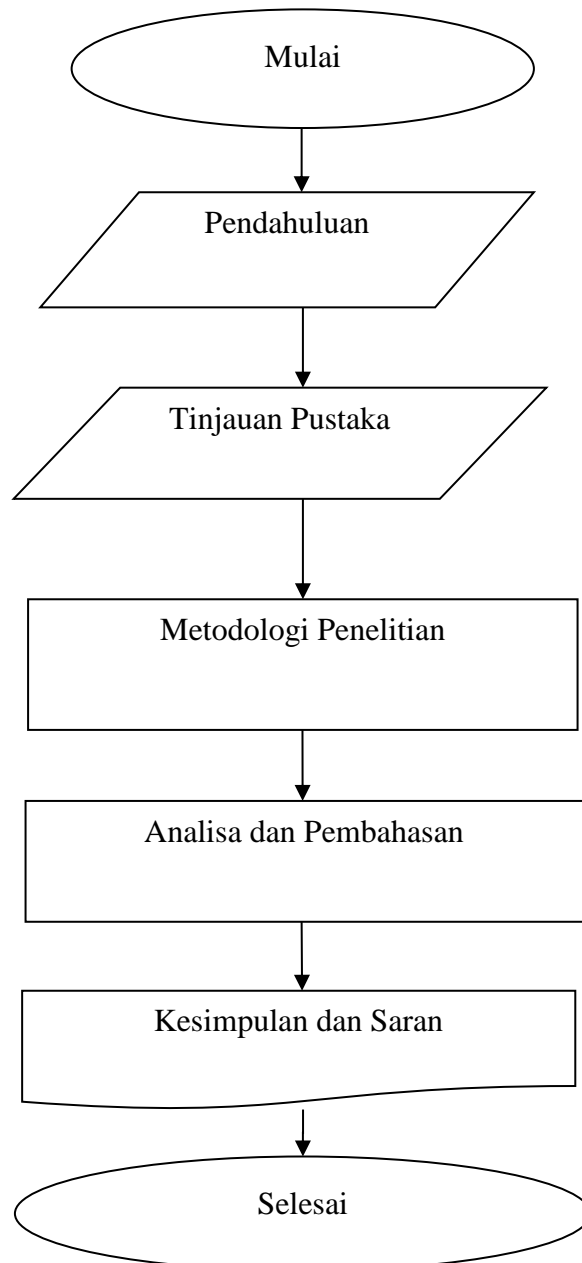 Mulai
Pendahuluan
Tinjauan Pustaka
Metodologi Penelitian
Analisa dan Pembahasan
Kesimpulan dan Saran
Selesai